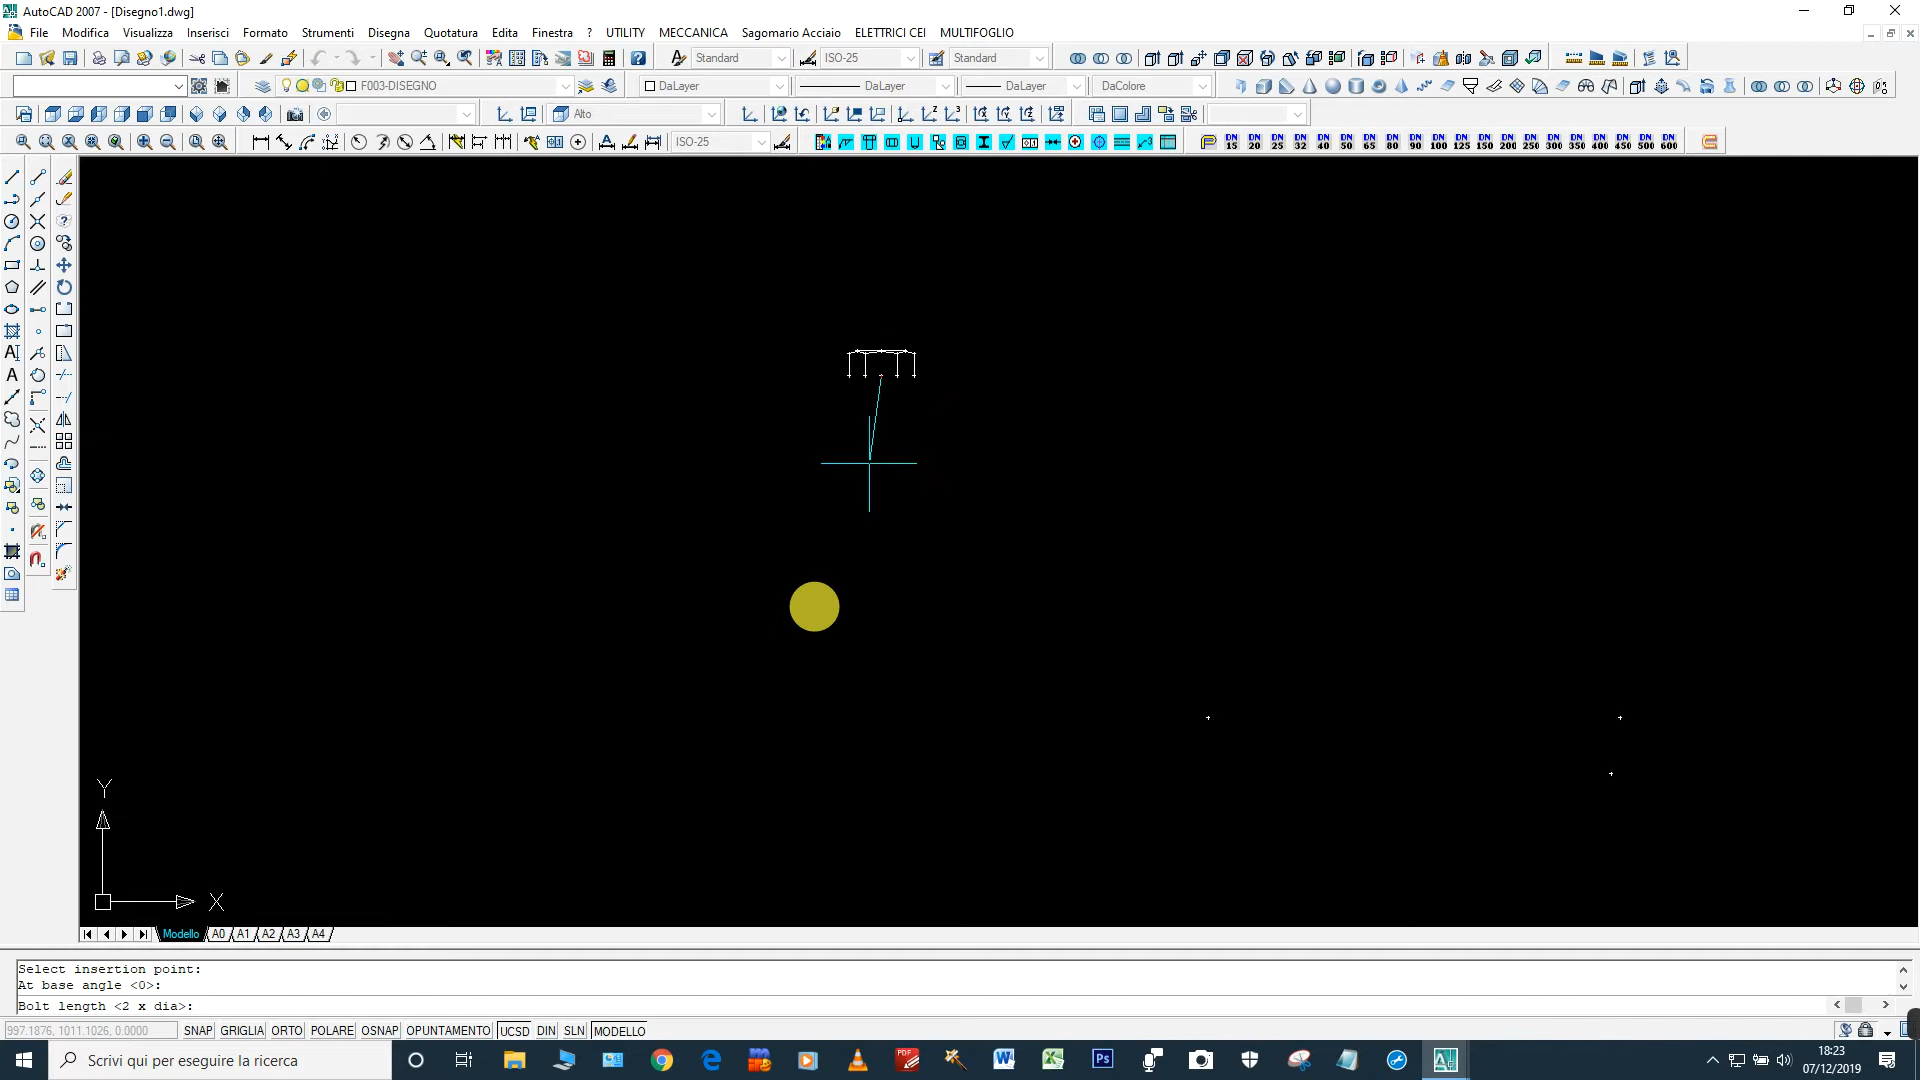 AutoCAD 2007 - [Disegno1.dwg]
File Modifica Visualizza Inserisci Formato Strumenti Disegna Quotatura Edita Finestra ? UTILITY MECCANICA Sagomario Acciaio ELETTRICI CEI MULTIFOGLIO
Standard ISO-25 Standard
F003-DISEGNO DaLayer DaLayer DaLayer DaColore
Alto
ISO-25 DN 15 DN 20 DN 25 DN 32 DN 40 DN 50 DN 65 DN 80 DN 90 DN 100 DN 125 DN 150 DN 200 DN 250 DN 300 DN 350 DN 400 DN 450 DN 500 DN 600
Y
X
Modello A0 A1 A2 A3 A4
Select insertion point:
At base angle <0>:
Bolt length <2 x dia>:
997.1876, 1011.1026, 0.0000 SNAP GRIGLIA ORTO POLARE OSNAP OPUNTAMENTO UCSD DIN SLN MODELLO
Scrivi qui per eseguire la ricerca
18:23
07/12/2019